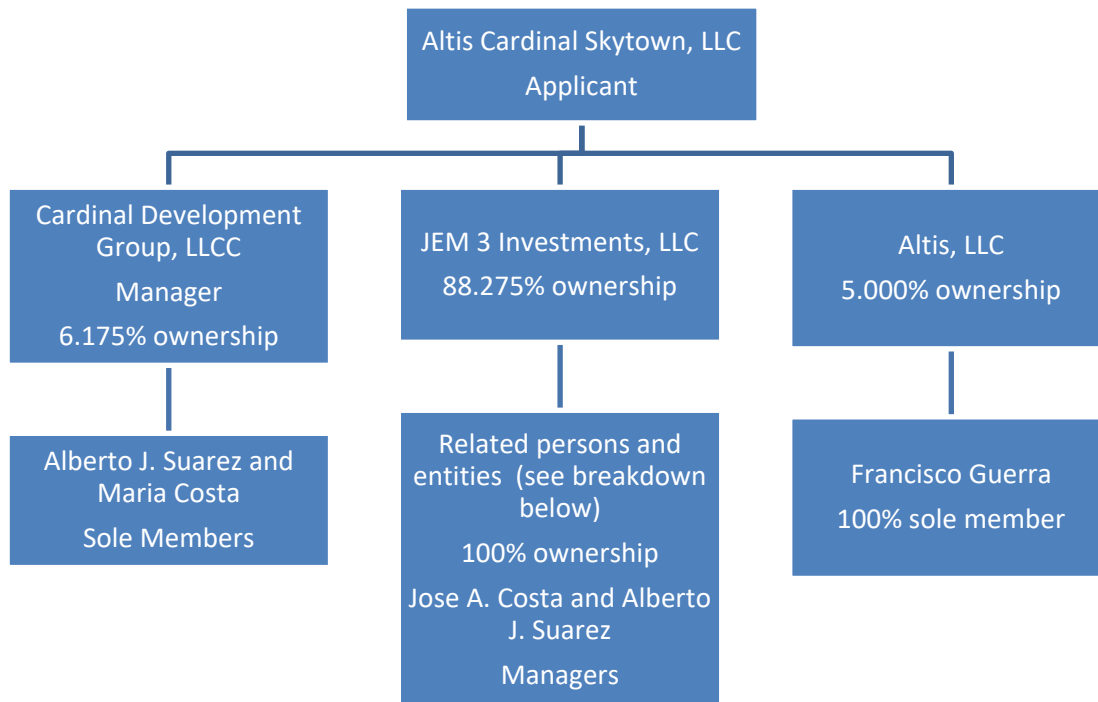 Altis Cardinal Skytown, LLC
Applicant
Cardinal Development
Group, LLCC
Manager
6.175% ownership
JEM 3 Investments, LLC
88.275% ownership
Altis, LLC
5.000% ownership
Alberto J. Suarez and
Maria Costa
Sole Members
Related persons and
entities (see breakdown
below)
100% ownership
Jose A. Costa and Alberto
J. Suarez
Managers
Francisco Guerra
100% sole member